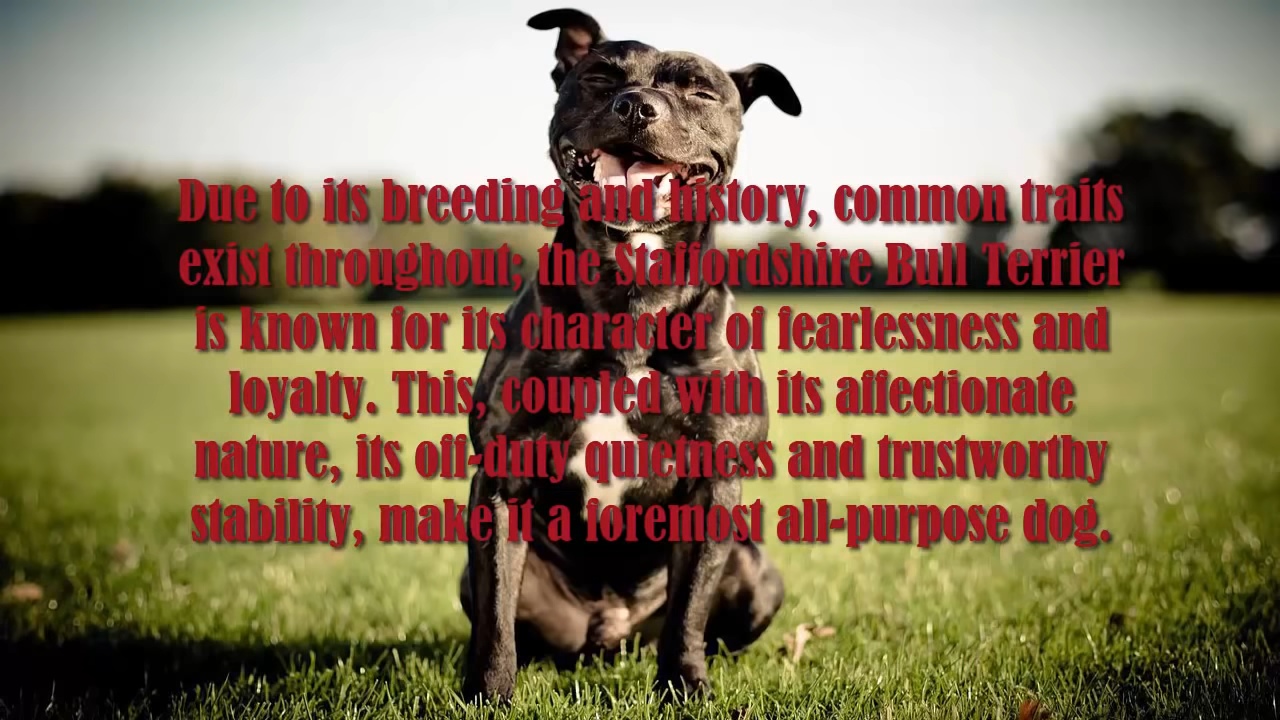 Due to its breeding and history, common traits
exist throughout; the Staffordshire Bull Terrier
is known for its character of fearlessness and
loyalty. This, coupled with its affectionate
nature, its off-duty quietness and trustworthy
stability, make it a foremost all-purpose dog.